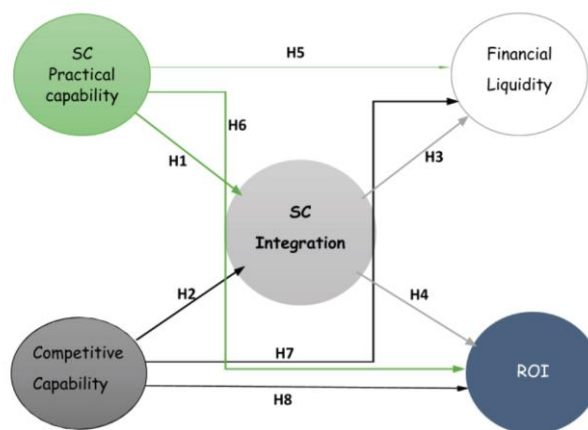 SC
Practical
capability
H5
Financial
Liquidity
H6
H1
H3
SC
Integration
H2
H4
Competitive
Capability
H7
ROI
H8